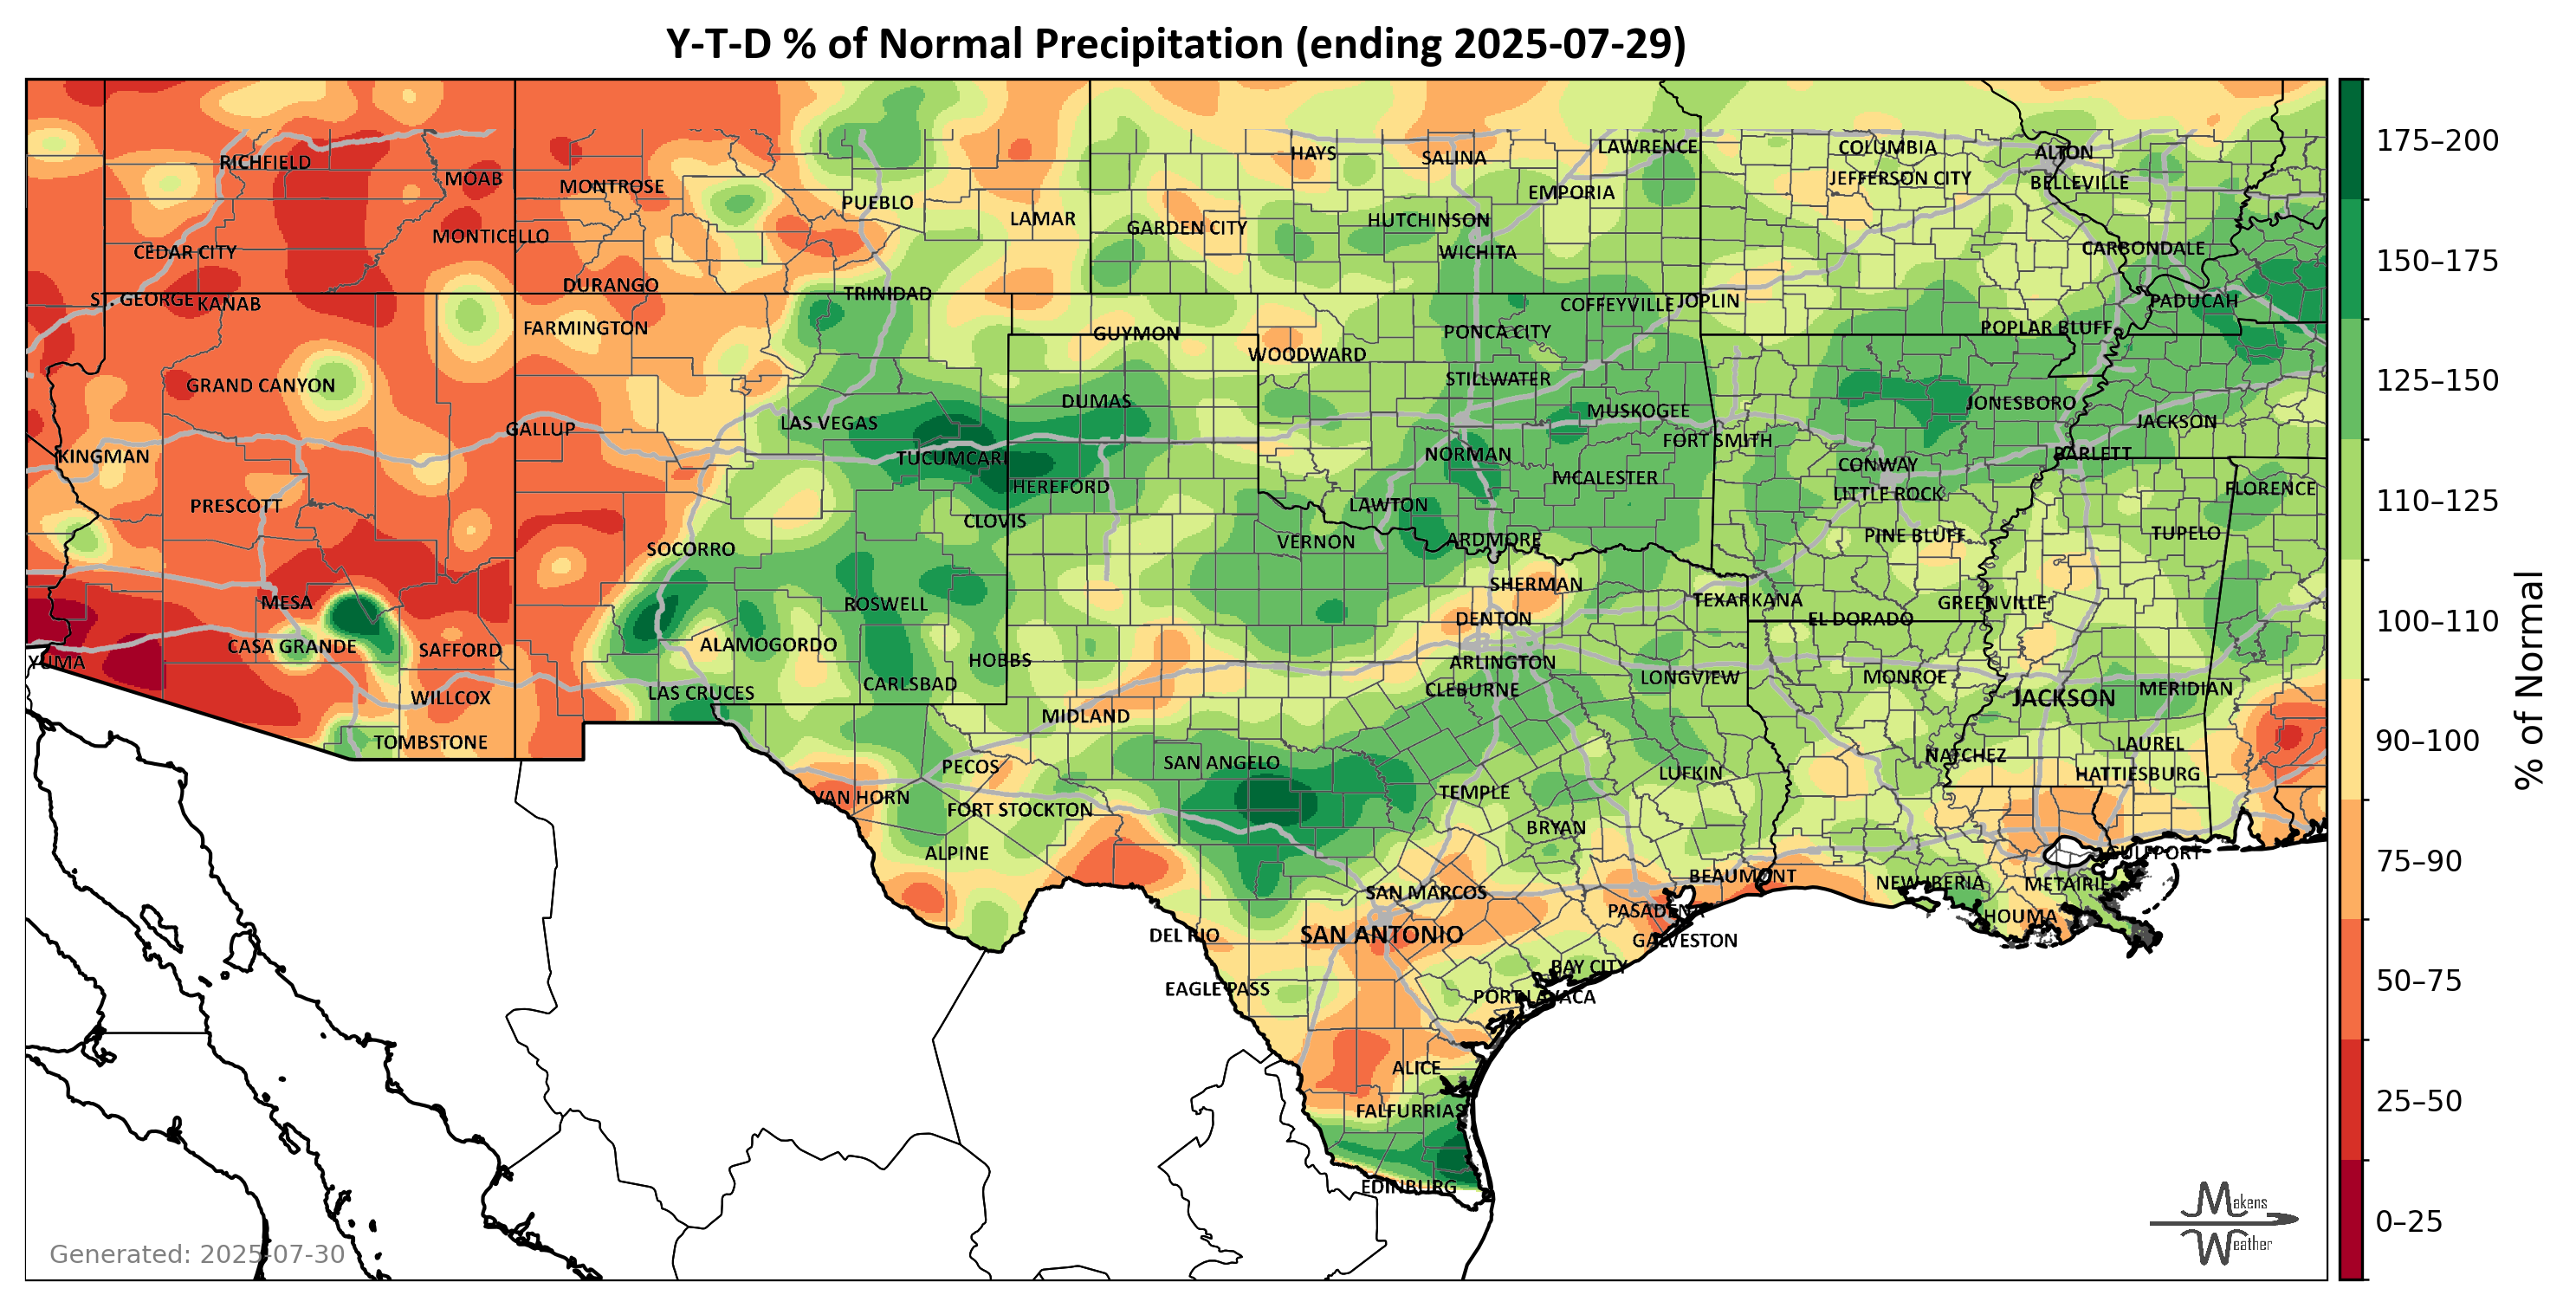 Y-T-D % of Normal Precipitation (ending 2025-07-29)
RICHFIELD
MOAB
MONTROSE
PUEBLO
LAMAR
HAYS
SALINA
LAWRENCE
EMPORIA
COLUMBIA
JEFFERSON CITY
ALTON
BELLEVILLE
CEDAR CITY
MONTICELLO
DURANGO
GARDEN CITY
HUTCHINSON
WICHITA
CARBONDALE
ST. GEORGE
KANAB
FARMINGTON
TRINIDAD
GUYMON
WOODWARD
PONCA CITY
COFFEYVILLE
JOPLIN
POPLAR BLUFF
PADUCAH
GRAND CANYON
LAS VEGAS
DUMAS
STILLWATER
MUSKOGEE
JONESBORO
JACKSON
KINGMAN
GALLUP
TUCUMCARI
HEREFORD
NORMAN
FORT SMITH
MCALESTER
CONWAY
LITTLE ROCK
BARLETT
FLORENCE
PRESCOTT
SOCORRO
CLOVIS
VERNON
LAWTON
ARDMORE
PINE BLUFF
TUPELO
MESA
ROSWELL
SHERMAN
DENTON
TEXARKANA
EL DORADO
GREENVILLE
YUMA
CASA GRANDE
SAFFORD
ALAMOGORDO
HOBBS
ARLINGTON
CLEBURNE
LONGVIEW
MONROE
JACKSON
MERIDIAN
WILLCOX
LAS CRUCES
CARLSBAD
MIDLAND
TOMBSTONE
PECOS
SAN ANGELO
TEMPLE
LUFKIN
NATCHEZ
LAUREL
HATTIESBURG
VAN HORN
FORT STOCKTON
BRYAN
ALPINE
SAN MARCOS
BEAUMONT
NEW IBERIA
METAIRIE
GULFPORT
DEL RIO
SAN ANTONIO
PASADENA
GALVESTON
HOUMA
EAGLE PASS
BAY CITY
PORT LAVACA
ALICE
FALFURRIAS
EDINBURG
175–200
150–175
125–150
110–125
100–110
90–100
75–90
50–75
25–50
0–25
% of Normal
Generated: 2025-07-30
Makens
Weather